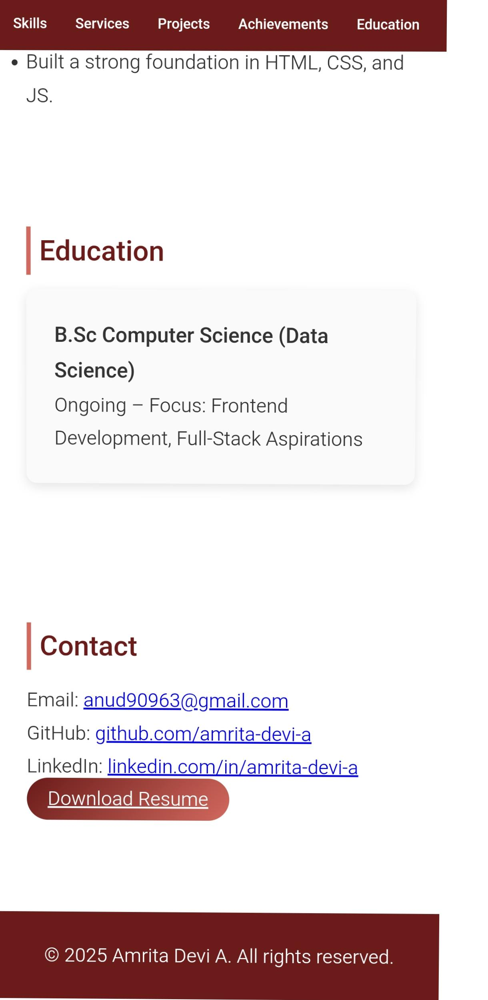 Skills Services Projects Achievements Education
• Built a strong foundation in HTML, CSS, and
JS.
Education
B.Sc Computer Science (Data
Science)
Ongoing – Focus: Frontend
Development, Full-Stack Aspirations
Contact
Email: anud90963@gmail.com
GitHub: github.com/amrita-devi-a
LinkedIn: linkedin.com/in/amrita-devi-a
Download Resume
© 2025 Amrita Devi A. All rights reserved.